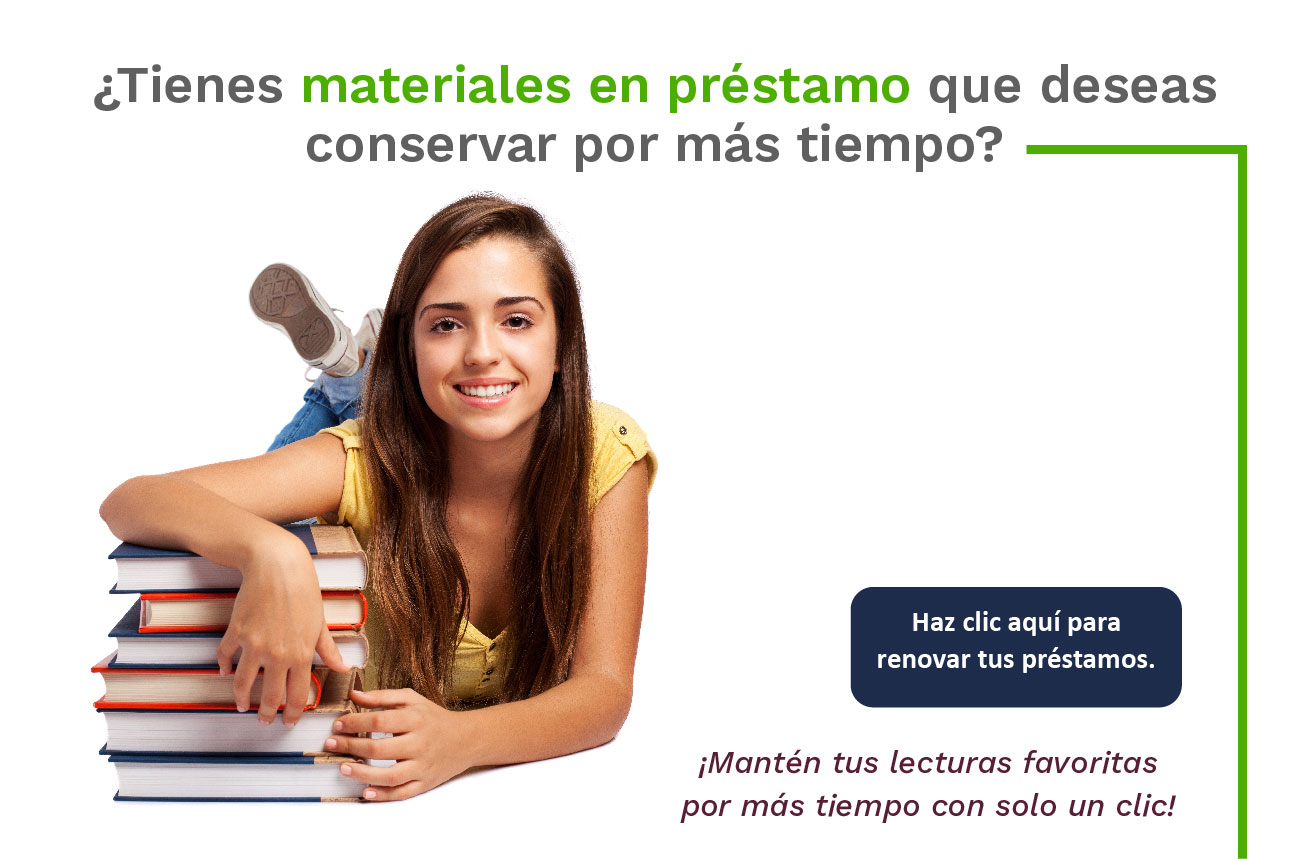 ¿Tienes materiales en préstamo que deseas
conservar por más tiempo?
Haz clic aquí para
renovar tus préstamos.
¡Mantén tus lecturas favoritas
por más tiempo con solo un clic!